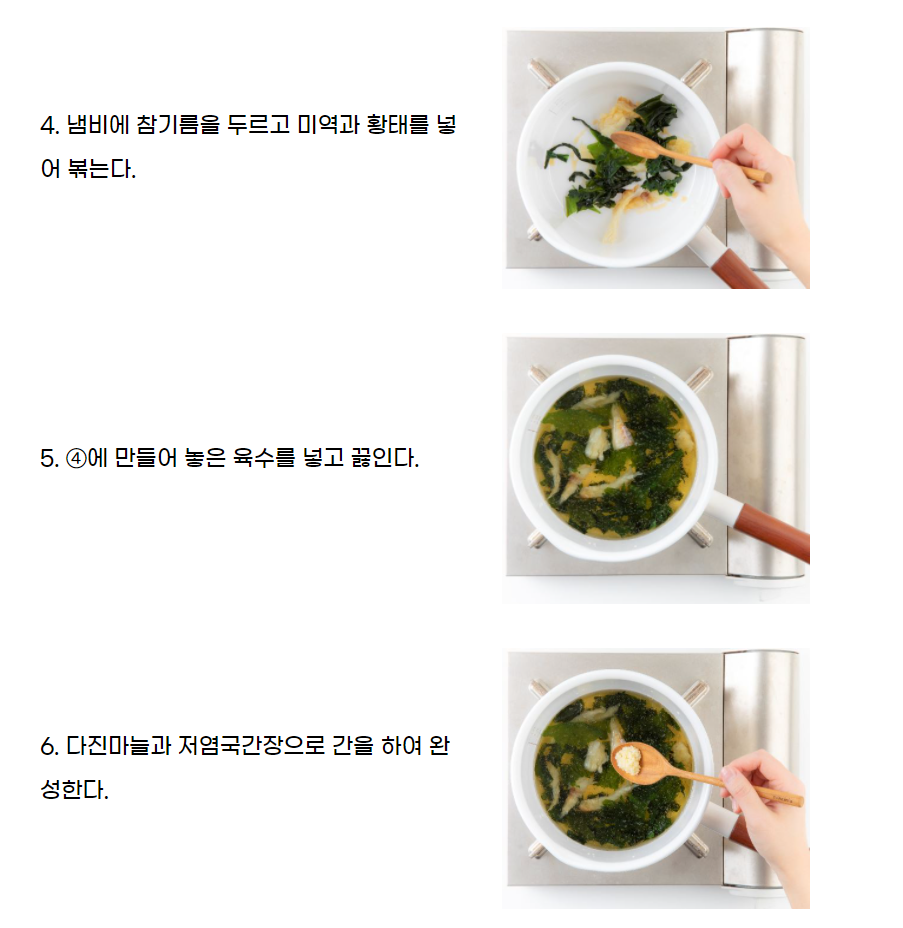 4. 냄비에 참기름을 두르고 미역과 황태를 넣
어 볶는다.
5. ④에 만들어 놓은 육수를 넣고 끓인다.
6. 다진마늘과 저염국간장으로 간을 하여 완
성한다.